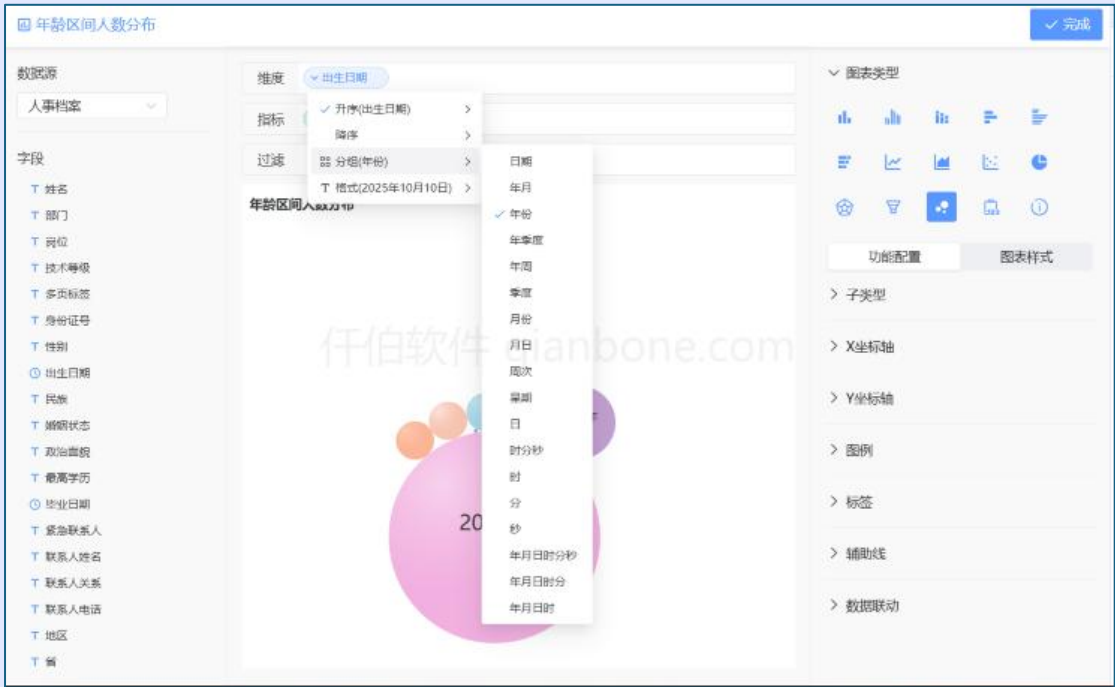 年龄区间人数分布
完成
数据源
人事档案
字段
姓名
部门
岗位
技术等级
多页标签
身份证号
性别
出生日期
民族
婚姻状态
政治面貌
最高学历
毕业日期
紧急联系人
联系人姓名
联系人关系
联系人电话
地区
省
维度
出生日期
指标
过滤
升序(出生日期)
降序
分组(年份)
格式(2025年10月10日)
年龄区间人数分布
日期
年月
年份
年季度
年周
季度
月份
月日
周次
星期
日
时分秒
时
分
秒
年月日时分秒
年月日时分
年月日时
仟伯软件 qianbone.com
20
图表类型
功能配置
图表样式
子类型
X坐标轴
Y坐标轴
图例
标签
辅助线
数据联动